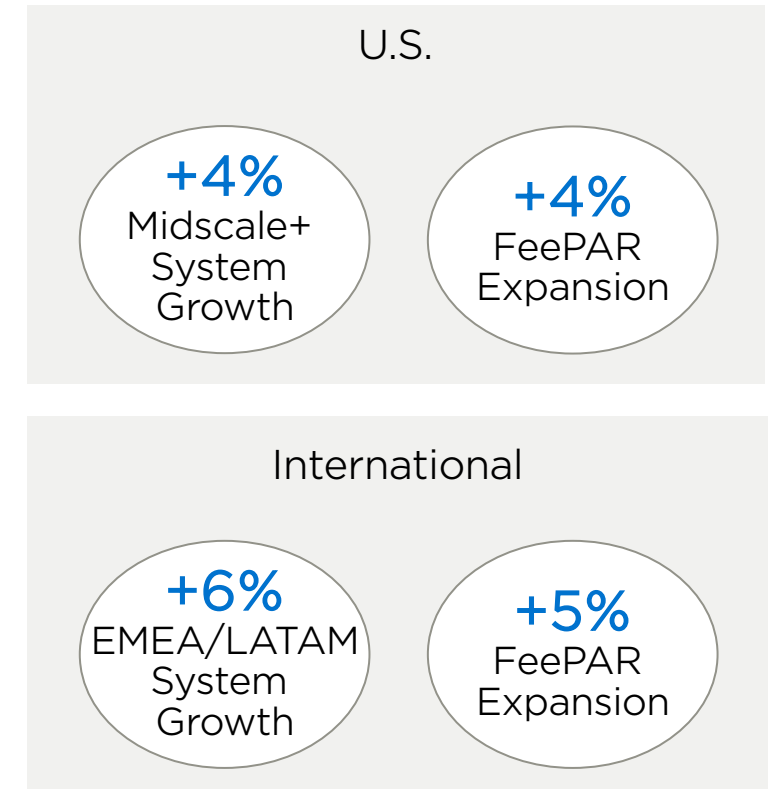 U.S.
+4%
Midscale+
System
Growth
+4%
FeePAR
Expansion
International
+6%
EMEA/LATAM
System
Growth
+5%
FeePAR
Expansion